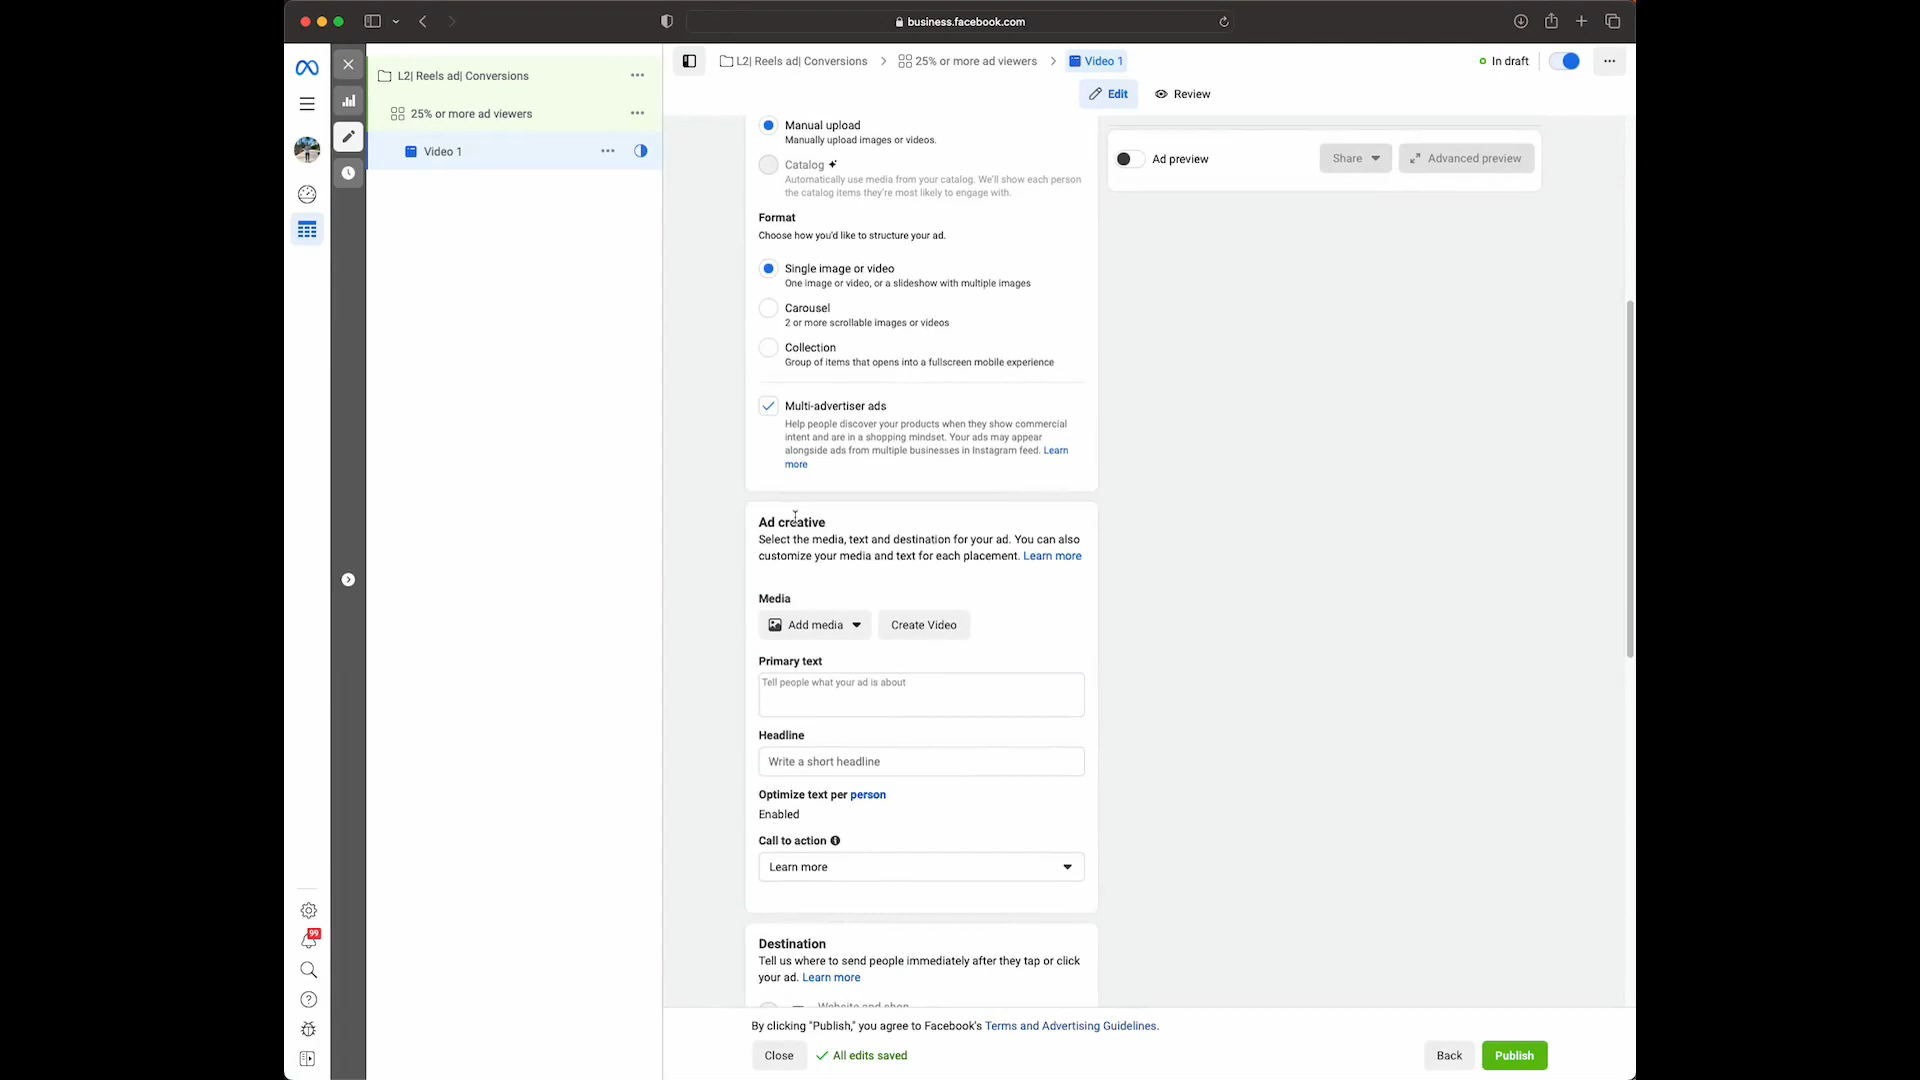 business.facebook.com
L2| Reels ad| Conversions
25% or more ad viewers
Video 1
99
L2| Reels ad| Conversions
25% or more ad viewers
Video 1
In draft
Edit
Review
Manual upload
Manually upload images or videos.
Catalog
Automatically use media from your catalog. We'll show each person
the catalog items they're most likely to engage with.
Format
Choose how you'd like to structure your ad.
Single image or video
One image or video, or a slideshow with multiple images
Carousel
2 or more scrollable images or videos
Collection
Group of items that opens into a fullscreen mobile experience
Multi-advertiser ads
Help people discover your products when they show commercial
intent and are in a shopping mindset. Your ads may appear
alongside ads from multiple businesses in Instagram feed. Learn
more
Ad creative
Select the media, text and destination for your ad. You can also
customize your media and text for each placement. Learn more
Media
Add media
Create Video
Primary text
Tell people what your ad is about
Headline
Write a short headline
Optimize text per person
Enabled
Call to action
Learn more
Destination
Tell us where to send people immediately after they tap or click
your ad. Learn more
Website and shop
Ad preview
Share
Advanced preview
By clicking "Publish," you agree to Facebook's Terms and Advertising Guidelines.
Close
All edits saved
Back
Publish